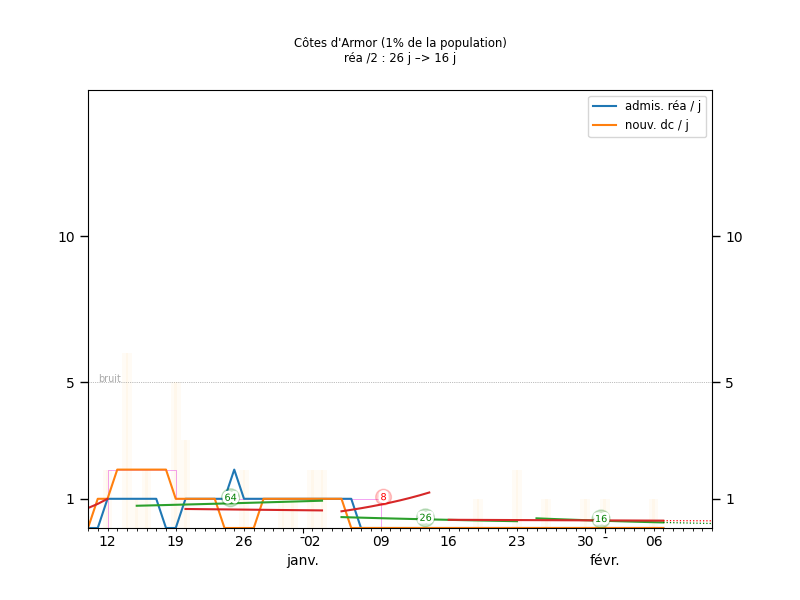 Côtes d'Armor (1% de la population)
réa /2 : 26 j –> 16 j
admis. réa / j
nouv. dc / j
10
10
bruit
5
5
64
8
1
1
26
16
12
19
26
02
09
16
23
30
06
janv.
févr.